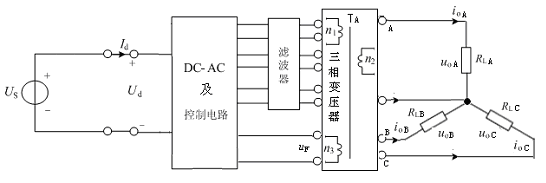 U_S
+
−
I_d
+
U_d
−
DC-AC
及
控制电路
滤波器
u_F
TA
n_1
n_2
n_3
三相变压器
A
B
C
i_oA
u_oA
R_LA
R_LB
i_oB
u_oB
R_LC
u_oC
i_oC